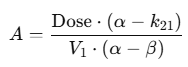 A = \frac{\text{Dose} \cdot (\alpha - k_{21})}{V_1 \cdot (\alpha - \beta)}